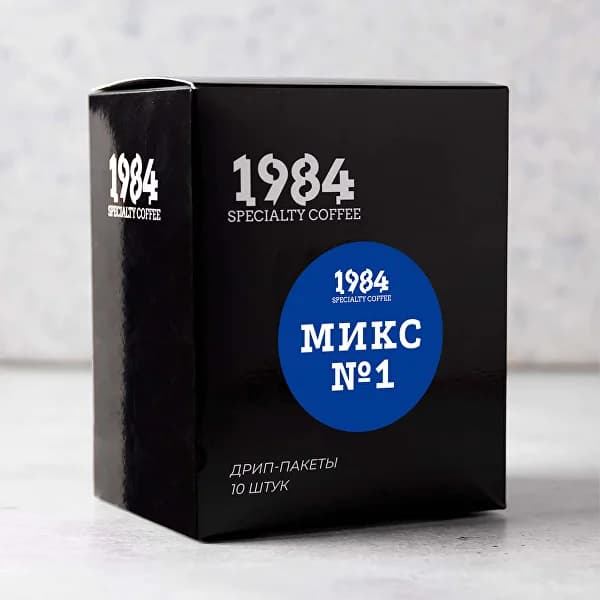 1984
SPECIALTY COFFEE
1984
SPECIALTY COFFEE
1984
SPECIALTY COFFEE
МИКС
№1
ДРИП-ПАКЕТЫ
10 ШТУК